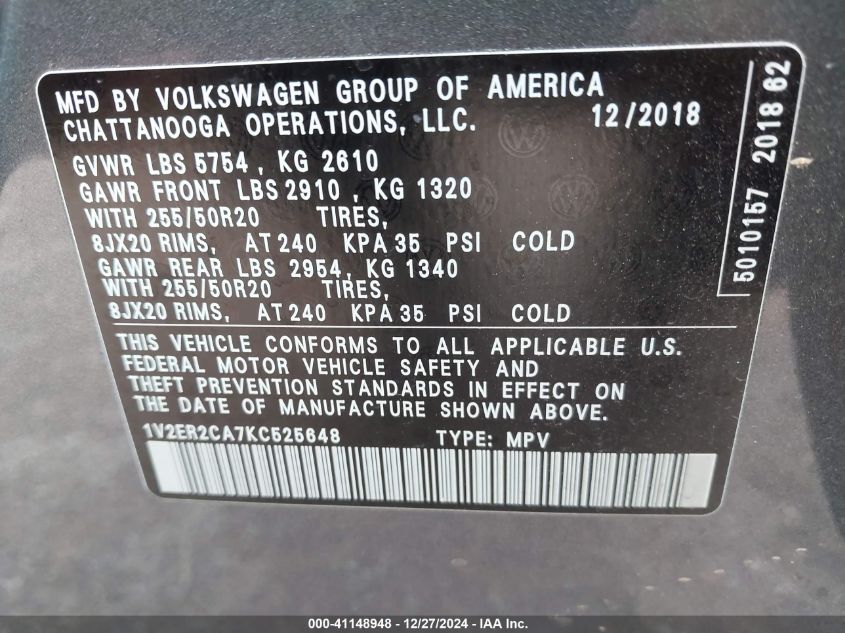 MFD BY VOLKSWAGEN GROUP OF AMERICA
CHATTANOOGA OPERATIONS, LLC. 12/2018
GVWR LBS 5754 , KG 2610
GAWR FRONT LBS 2910 , KG 1320
WITH 255/50R20 TIRES,
8JX20 RIMS, AT 240 KPA 35 PSI COLD
GAWR REAR LBS 2954, KG 1340
WITH 255/50R20 TIRES,
8JX20 RIMS, AT 240 KPA 35 PSI COLD
THIS VEHICLE CONFORMS TO ALL APPLICABLE U.S.
FEDERAL MOTOR VEHICLE SAFETY AND
THEFT PREVENTION STANDARDS IN EFFECT ON
THE DATE OF MANUFACTURE SHOWN ABOVE.
1V2ER2CA7KC525648 TYPE: MPV
5010157 2018 62
000-41148948 - 12/27/2024 - IAA Inc.